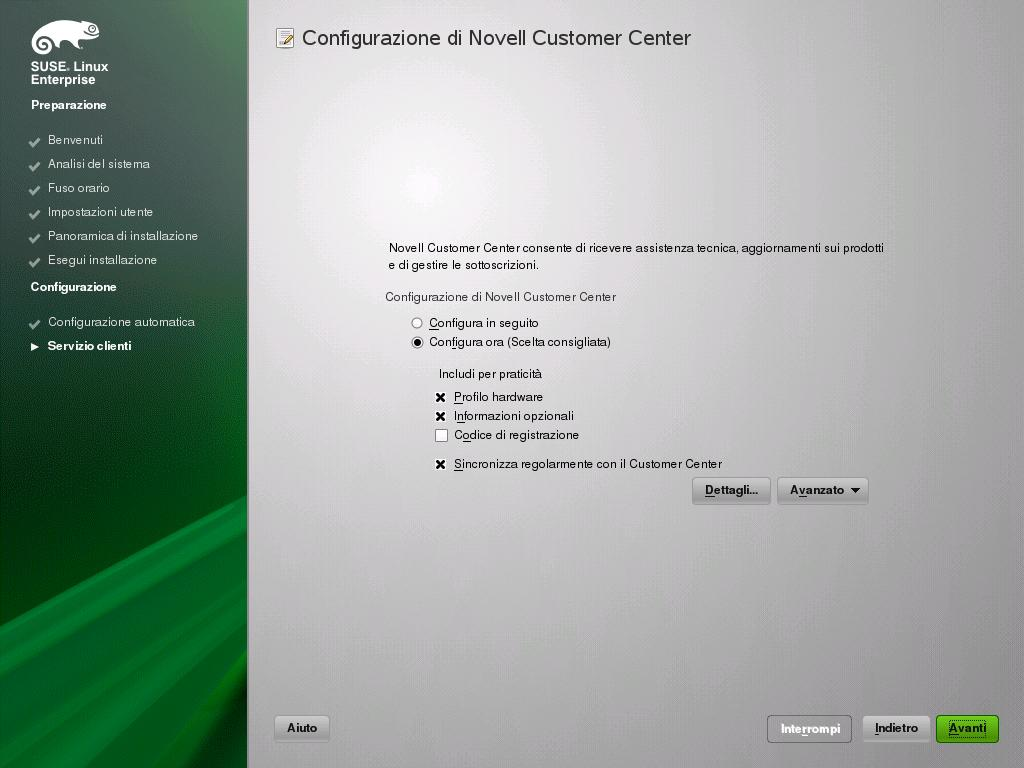 SUSE. Linux
Enterprise
Preparazione
Benvenuti
Analisi del sistema
Fuso orario
Impostazioni utente
Panoramica di installazione
Esegui installazione
Configurazione
Configurazione automatica
Servizio clienti
Configurazione di Novell Customer Center
Novell Customer Center consente di ricevere assistenza tecnica, aggiornamenti sui prodotti
e di gestire le sottoscrizioni.
Configurazione di Novell Customer Center
Configura in seguito
Configura ora (Scelta consigliata)
Includi per praticità
Profilo hardware
Informazioni opzionali
Codice di registrazione
Sincronizza regolarmente con il Customer Center
Dettagli... Avanzato
Aiuto Interrompi Indietro Avanti